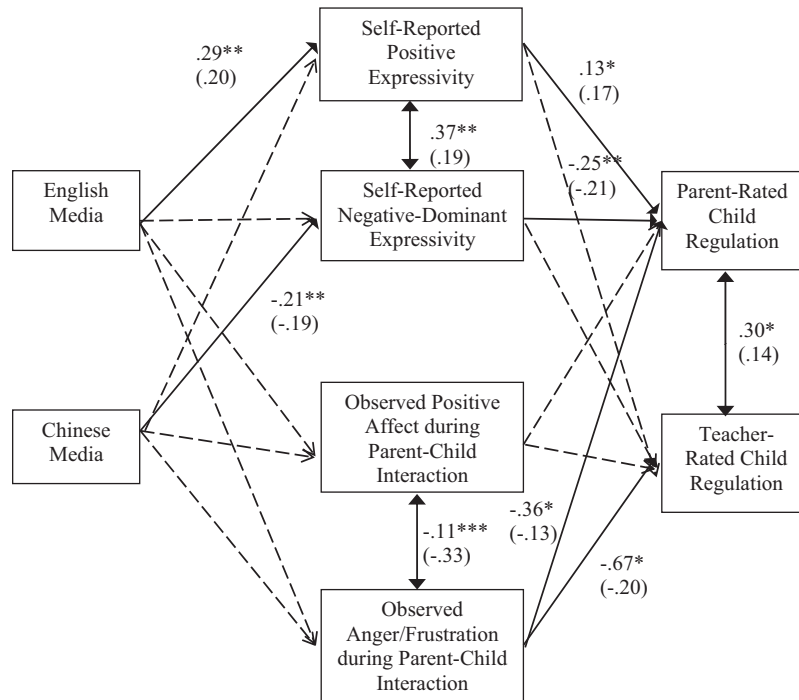 Self-Reported
Positive
Expressivity
.29**
(.20)
.13*
(.17)
.37**
(.19)
-.25**
(-.21)
English
Media
Self-Reported
Negative-Dominant
Expressivity
Parent-Rated
Child
Regulation
-.21**
(-.19)
.30*
(.14)
Chinese
Media
Observed Positive
Affect during
Parent-Child
Interaction
Teacher-
Rated Child
Regulation
-.11***
(-.33)
-.36*
(-.13)
-.67*
(-.20)
Observed
Anger/Frustration
during Parent-Child
Interaction